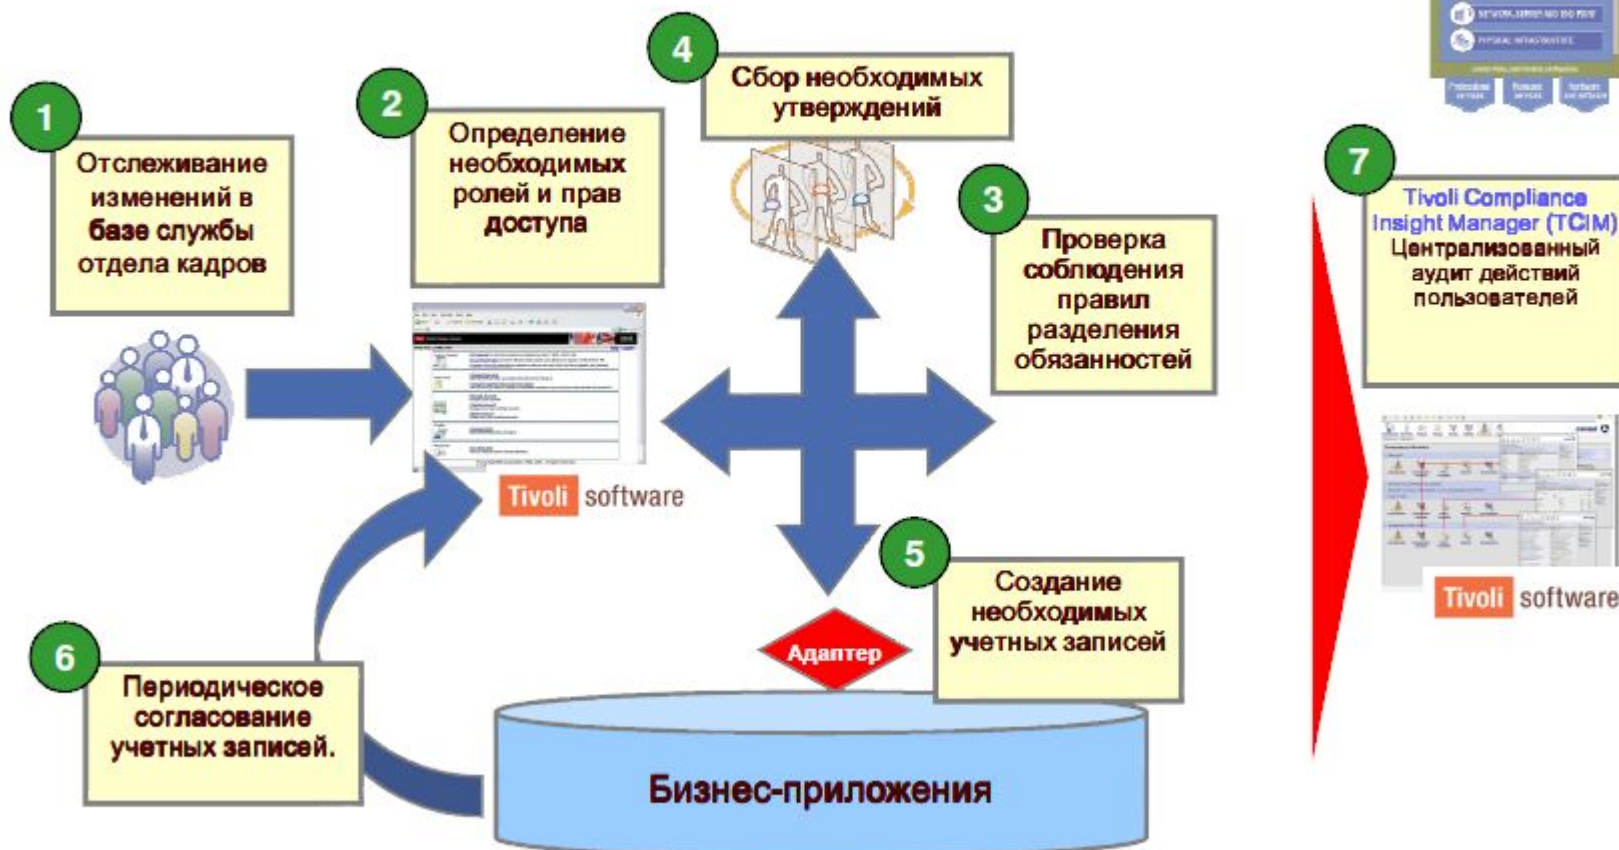 1
Отслеживание
изменений в
базе службы
отдела кадров
2
Определение
необходимых
ролей и прав
доступа
4
Сбор необходимых
утверждений
3
Проверка
соблюдения
правил
разделения
обязанностей
Tivoli software
5
Создание
необходимых
учетных записей
Адаптер
6
Периодическое
согласование
учетных записей.
Бизнес-приложения
PHYSICAL INFRASTRUCTURE
7
Tivoli Compliance
Insight Manager (TCIM)
Централизованный
аудит действий
пользователей
Tivoli software